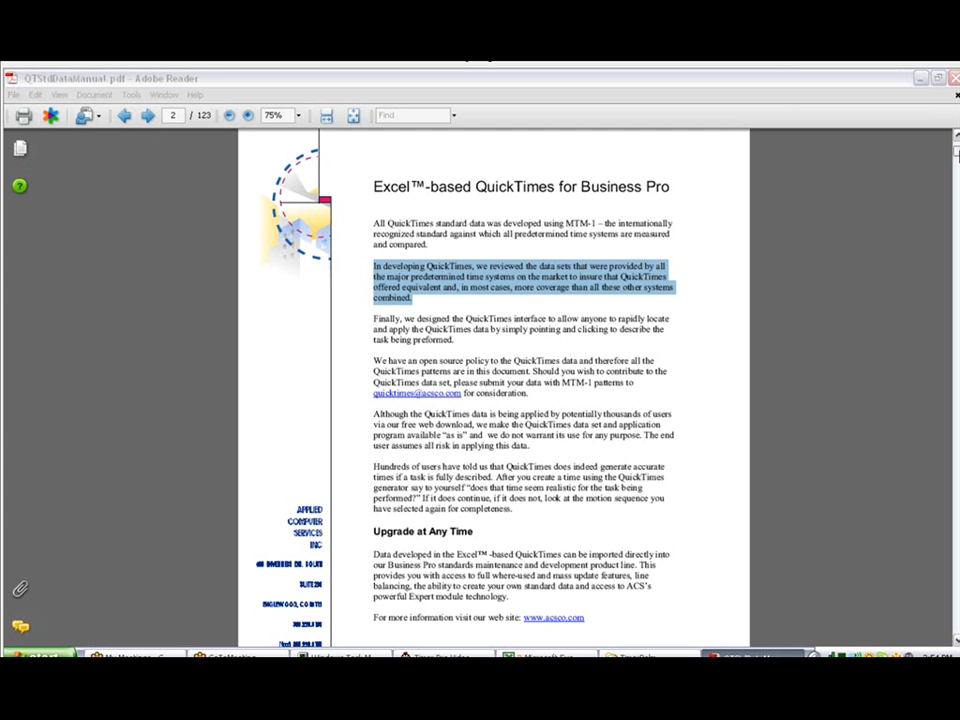 QTStdDataManual.pdf - Adobe Reader
File Edit View Document Tools Window Help
2 / 123 75% Find
Excel™-based QuickTimes for Business Pro
All QuickTimes standard data was developed using MTM-1 – the internationally
recognized standard against which all predetermined time systems are measured
and compared.
In developing QuickTimes, we reviewed the data sets that were provided by all
the major predetermined time systems on the market to insure that QuickTimes
offered equivalent and, in most cases, more coverage than all these other systems
combined.
Finally, we designed the QuickTimes interface to allow anyone to rapidly locate
and apply the QuickTimes data by simply pointing and clicking to describe the
task being preformed.
We have an open source policy to the QuickTimes data and therefore all the
QuickTimes patterns are in this document. Should you wish to contribute to the
QuickTimes data set, please submit your data with MTM-1 patterns to
quicktimes@acsco.com for consideration.
Although the QuickTimes data is being applied by potentially thousands of users
via our free web download, we make the QuickTimes data set and application
program available "as is" and we do not warrant its use for any purpose. The end
user assumes all risk in applying this data.
Hundreds of users have told us that QuickTimes does indeed generate accurate
times if a task is fully described. After you create a time using the QuickTimes
generator say to yourself "does that time seem realistic for the task being
performed?" If it does continue, if it does not, look at the motion sequence you
have selected again for completeness.
APPLIED
COMPUTER
SERVICES
INC
SUITE
ENGLEWOOD, CO
Upgrade at Any Time
Data developed in the Excel™ -based QuickTimes can be imported directly into
our Business Pro standards maintenance and development product line. This
provides you with access to full where-used and mass update features, line
balancing, the ability to create your own standard data and access to ACS's
powerful Expert module technology.
For more information visit our web site: www.acsco.com
start My Meetings - G GoToMeeting Windows Task M Timer Pro Video Microsoft Exc